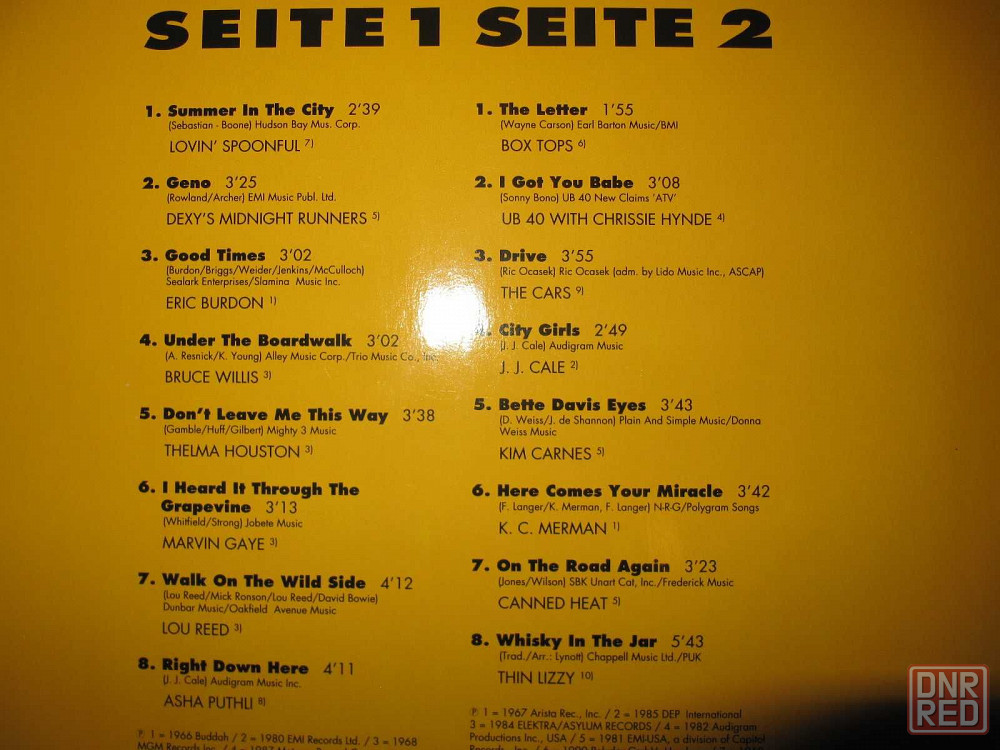 SEITE 1
1. Summer In The City 2'39
(Sebastian - Boone) Hudson Bay Mus. Corp.
LOVIN' SPOONFUL 7)
2. Geno 3'25
(Rowland/Archer) EMI Music Publ. Ltd.
DEXY'S MIDNIGHT RUNNERS 5)
3. Good Times 3'02
(Burdon/Briggs/Weider/Jenkins/McCulloch)
Sealark Enterprises/Slamina Music Inc.
ERIC BURDON 1)
4. Under The Boardwalk 3'02
(A. Resnick/K. Young) Alley Music Corp./Trio Music Co., Inc.
BRUCE WILLIS 3)
5. Don't Leave Me This Way 3'38
(Gamble/Huff/Gilbert) Mighty 3 Music
THELMA HOUSTON 3)
6. I Heard It Through The
Grapevine 3'13
(Whitfield/Strong) Jobete Music
MARVIN GAYE 3)
7. Walk On The Wild Side 4'12
(Lou Reed/Mick Ronson/Lou Reed/David Bowie)
Dunbar Music/Oakfield Avenue Music
LOU REED 3)
8. Right Down Here 4'11
(J. J. Cale) Audigram Music Inc.
ASHA PUTHLI 8)
℗ 1 = 1966 Buddah / 2 = 1980 EMI Records Ltd. / 3 = 1968
SEITE 2
1. The Letter 1'55
(Wayne Carson) Earl Barton Music/BMI
BOX TOPS 6)
2. I Got You Babe 3'08
(Sonny Bono) UB 40 New Claims 'ATV'
UB 40 WITH CHRISSIE HYNDE 4)
3. Drive 3'55
(Ric Ocasek) Ric Ocasek (adm. by Lido Music Inc., ASCAP)
THE CARS 9)
4. City Girls 2'49
(J. J. Cale) Audigram Music
J. J. CALE 2)
5. Bette Davis Eyes 3'43
(D. Weiss/J. de Shannon) Plain And Simple Music/Donna
Weiss Music
KIM CARNES 5)
6. Here Comes Your Miracle 3'42
(F. Langer/K. Merman, F. Langer) N-R-G/Polygram Songs
K. C. MERMAN 1)
7. On The Road Again 3'23
(Jones/Wilson) SBK Unart Cat, Inc./Frederick Music
CANNED HEAT 5)
8. Whisky In The Jar 5'43
(Trad./Arr.: Lynott) Chappell Music Ltd./PUK
THIN LIZZY 10)
℗ 1 = 1967 Arista Rec., Inc. / 2 = 1985 DEP International
3 = 1984 ELEKTRA/ASYLUM RECORDS / 4 = 1982 Audigram
Productions Inc., USA / 5 = 1981 EMI-USA, a division of Capitol
DNR
RED